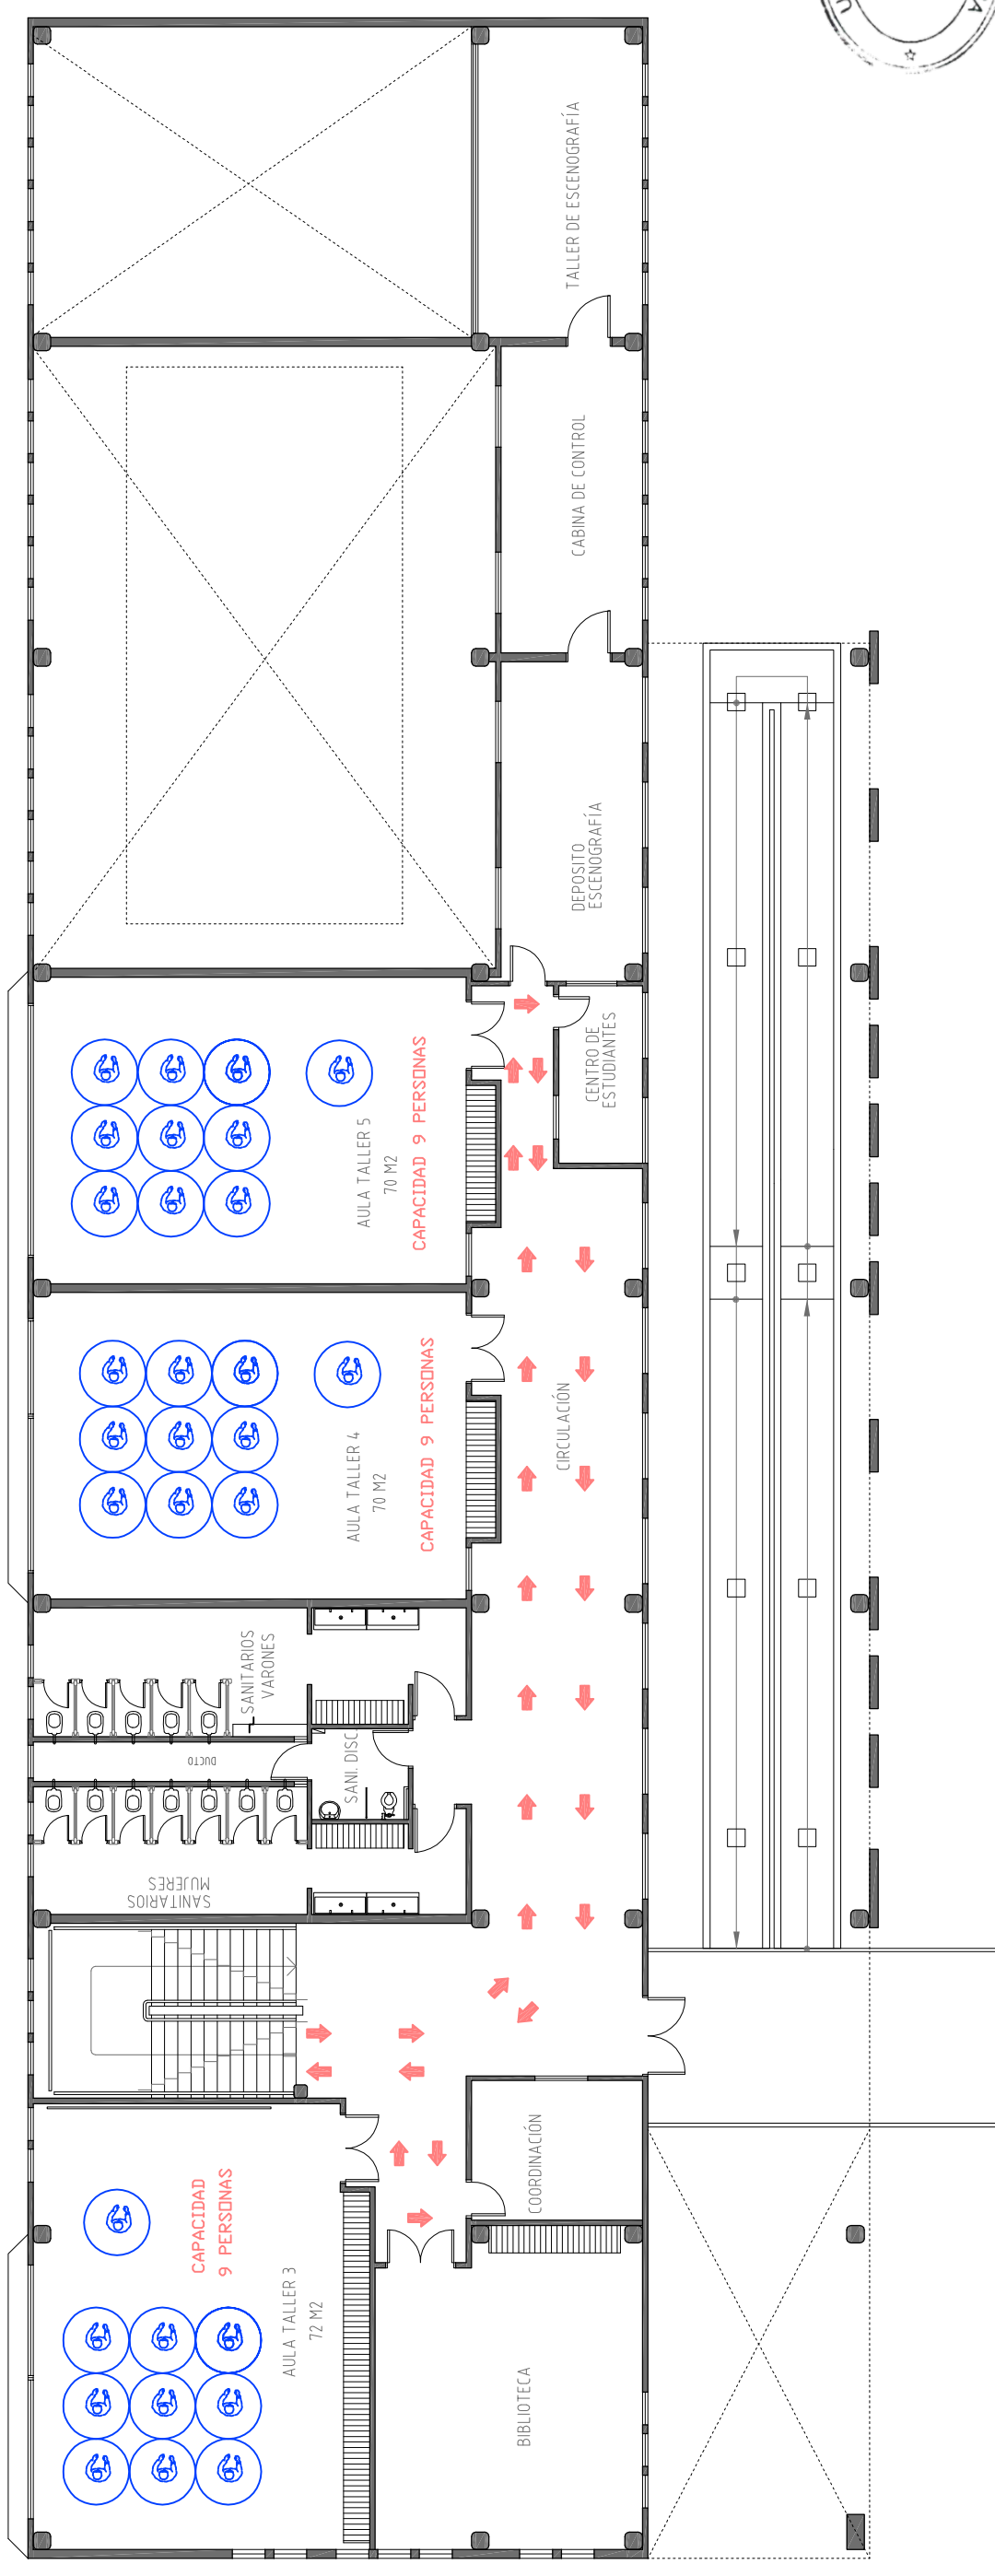 TALLER DE ESCENOGRAFÍA
CABINA DE CONTROL
DEPOSITO
ESCENOGRAFÍA
CENTRO DE
ESTUDIANTES
AULA TALLER 5
70 M2
CAPACIDAD 9 PERSONAS
AULA TALLER 4
70 M2
CAPACIDAD 9 PERSONAS
CIRCULACIÓN
SANITARIOS
VARONES
DUCTO
SANI. DISC
SANITARIOS
MUJERES
COORDINACIÓN
CAPACIDAD
9 PERSONAS
AULA TALLER 3
72 M2
BIBLIOTECA